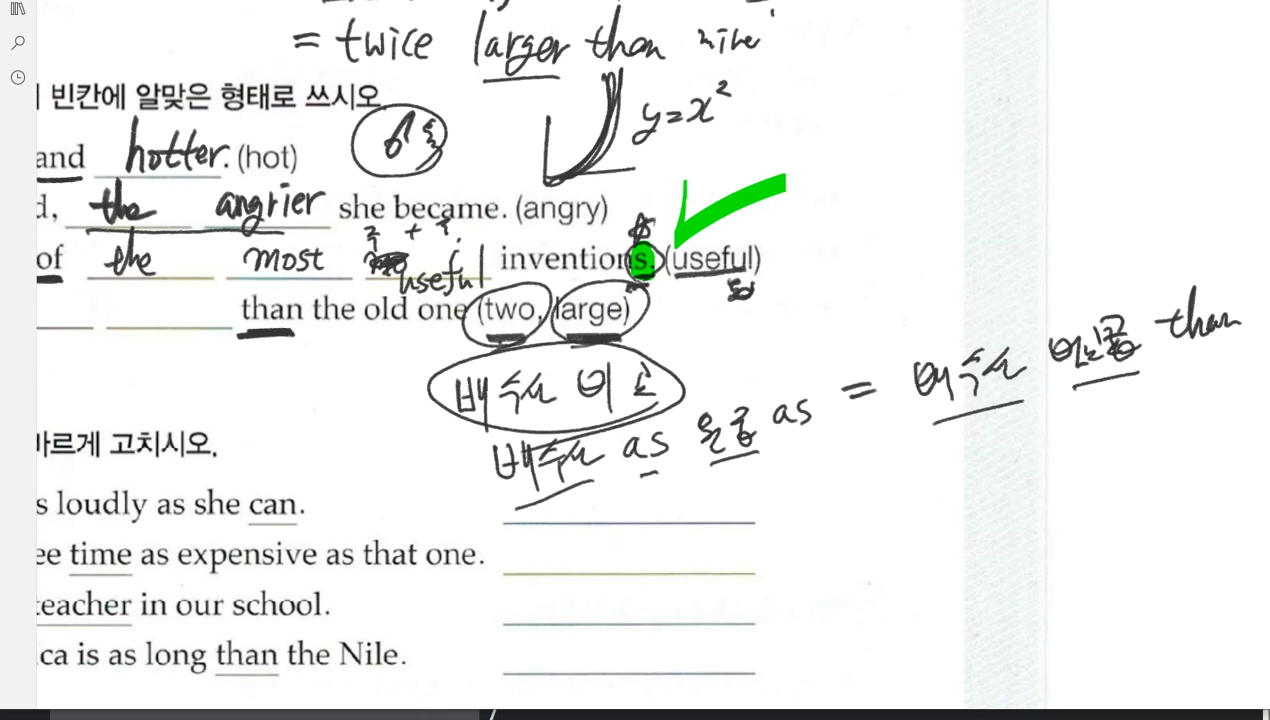 = twice larger than nile
빈칸에 알맞은 형태로 쓰시오
y=x²
and hotter. (hot)
d, the angrier she became. (angry)
of the most useful inventions. (useful)
than the old one (two, large)
배수사 비교
배수사 as 원급 as = 배수사 비교급 than
바르게 고치시오.
s loudly as she can.
ee time as expensive as that one.
teacher in our school.
ca is as long than the Nile.